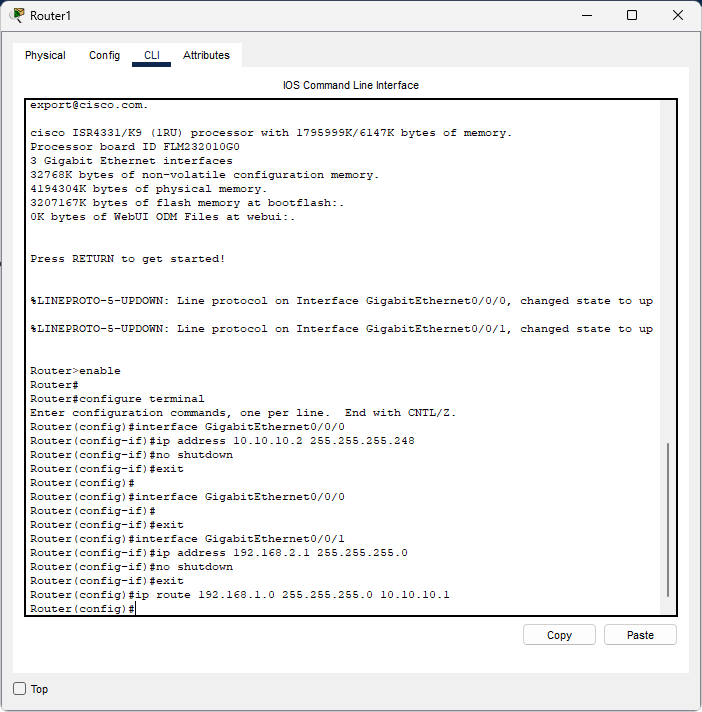 Router1
Physical Config CLI Attributes
IOS Command Line Interface
export@cisco.com.
cisco ISR4331/K9 (1RU) processor with 1795999K/6147K bytes of memory.
Processor board ID FLM232010G0
3 Gigabit Ethernet interfaces
32768K bytes of non-volatile configuration memory.
4194304K bytes of physical memory.
3207167K bytes of flash memory at bootflash:.
0K bytes of WebUI ODM Files at webui:.
Press RETURN to get started!
%LINEPROTO-5-UPDOWN: Line protocol on Interface GigabitEthernet0/0/0, changed state to up
%LINEPROTO-5-UPDOWN: Line protocol on Interface GigabitEthernet0/0/1, changed state to up
Router>enable
Router#
Router#configure terminal
Enter configuration commands, one per line.  End with CNTL/Z.
Router(config)#interface GigabitEthernet0/0/0
Router(config-if)#ip address 10.10.10.2 255.255.255.248
Router(config-if)#no shutdown
Router(config-if)#exit
Router(config)#
Router(config)#interface GigabitEthernet0/0/0
Router(config-if)#
Router(config-if)#exit
Router(config)#interface GigabitEthernet0/0/1
Router(config-if)#ip address 192.168.2.1 255.255.255.0
Router(config-if)#no shutdown
Router(config-if)#exit
Router(config)#ip route 192.168.1.0 255.255.255.0 10.10.10.1
Router(config)#
Copy Paste
Top